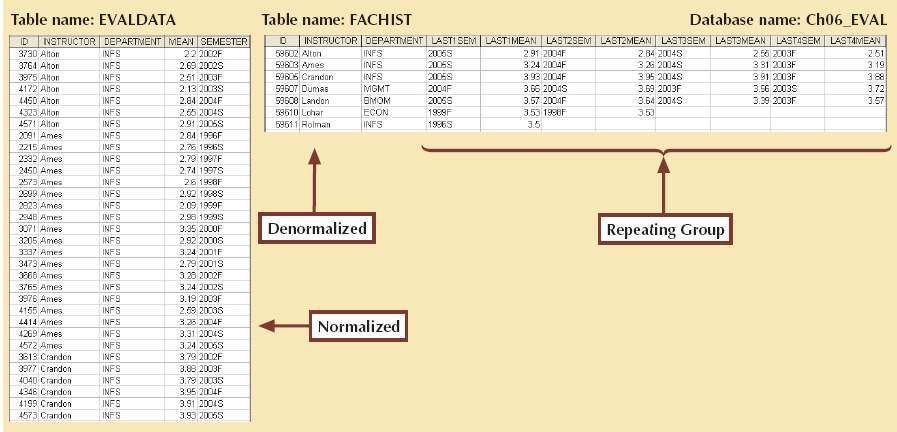 Table name: EVALDATA
ID INSTRUCTOR DEPARTMENT MEAN SEMESTER
3730 Alton INFS 2.2 2002F
3764 Alton INFS 2.69 2002S
3975 Alton INFS 2.51 2003F
4172 Alton INFS 2.13 2003S
4450 Alton INFS 2.84 2004F
4323 Alton INFS 2.65 2004S
4571 Alton INFS 2.91 2005S
2091 Ames INFS 2.84 1996F
2215 Ames INFS 2.76 1996S
2332 Ames INFS 2.79 1997F
2450 Ames INFS 2.74 1997S
2573 Ames INFS 2.6 1998F
2699 Ames INFS 2.92 1998S
2823 Ames INFS 2.09 1999F
2948 Ames INFS 2.98 1999S
3071 Ames INFS 3.35 2000F
3205 Ames INFS 2.92 2000S
3337 Ames INFS 3.24 2001F
3473 Ames INFS 2.79 2001S
3668 Ames INFS 3.28 2002F
3765 Ames INFS 3.24 2002S
3976 Ames INFS 3.19 2003F
4155 Ames INFS 2.59 2003S
4414 Ames INFS 3.26 2004F
4269 Ames INFS 3.31 2004S
4572 Ames INFS 3.24 2005S
3813 Crandon INFS 3.79 2002F
3977 Crandon INFS 3.88 2003F
4040 Crandon INFS 3.79 2003S
4346 Crandon INFS 3.95 2004F
4199 Crandon INFS 3.91 2004S
4573 Crandon INFS 3.93 2005S
Table name: FACHIST
Database name: Ch06_EVAL
ID INSTRUCTOR DEPARTMENT LAST1SEM LAST1MEAN LAST2SEM LAST2MEAN LAST3SEM LAST3MEAN LAST4SEM LAST4MEAN
59602 Alton INFS 2005S 2.91 2004F 2.84 2004S 2.65 2003F 2.51
59603 Ames INFS 2005S 3.24 2004F 3.26 2004S 3.31 2003F 3.19
59605 Crandon INFS 2005S 3.93 2004F 3.95 2004S 3.91 2003F 3.88
59607 Dumas MGMT 2004F 3.66 2004S 3.69 2003F 3.56 2003S 3.72
59608 Landon BMOM 2005S 3.57 2004F 3.64 2004S 3.39 2003F 3.57
59610 Lohar ECON 1999F 3.53 1998F 3.53
59611 Rolman INFS 1996S 3.5
Denormalized
Repeating Group
Normalized